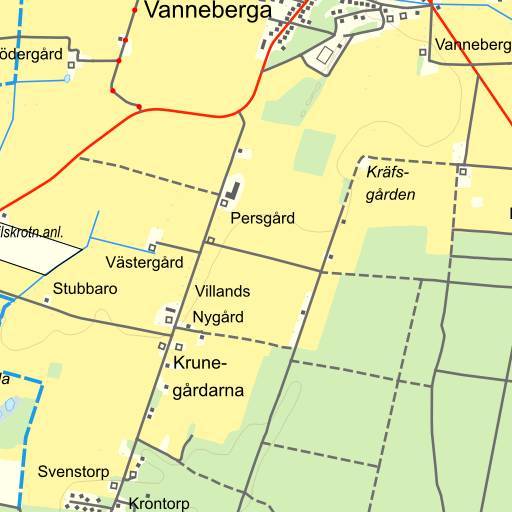 Vanneberga
ödergård
Vanneberg
Kräfs-
gården
Persgård
lskrotn.anl.
Västergård
Stubbaro
Villands
Nygård
Krune-
gårdarna
Svenstorp
Krontorp